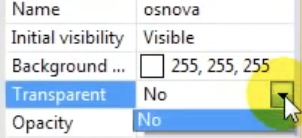 Name osnova
Initial visibility Visible
Background ... 255, 255, 255
Transparent No
Opacity No